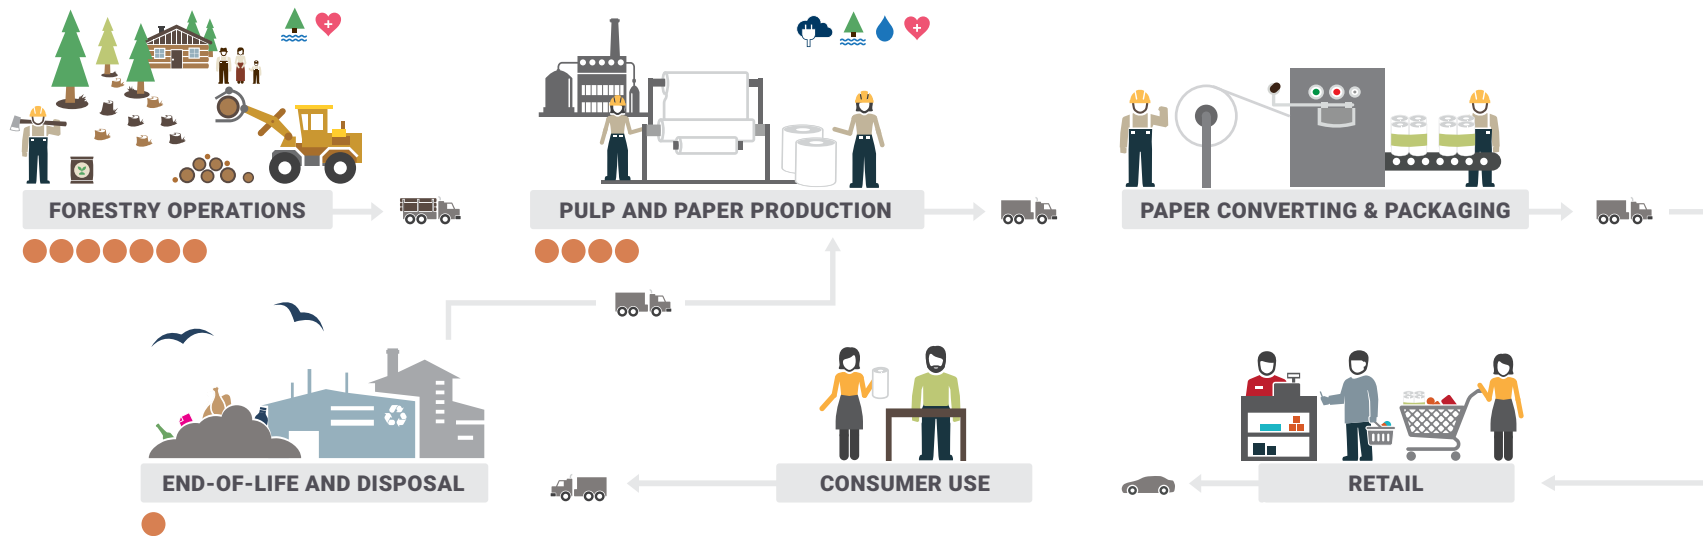 FORESTRY OPERATIONS
PULP AND PAPER PRODUCTION
PAPER CONVERTING & PACKAGING
END-OF-LIFE AND DISPOSAL
CONSUMER USE
RETAIL